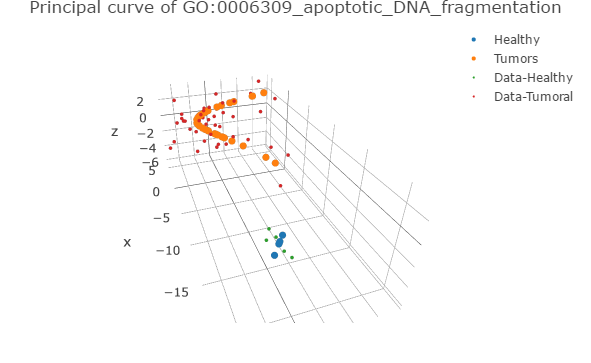 Principal curve of GO:0006309_apoptotic_DNA_fragmentation
Healthy
Tumors
Data-Healthy
Data-Tumoral
2
0
z
−2
−4
−6
5
0
−5
x
−10
−15